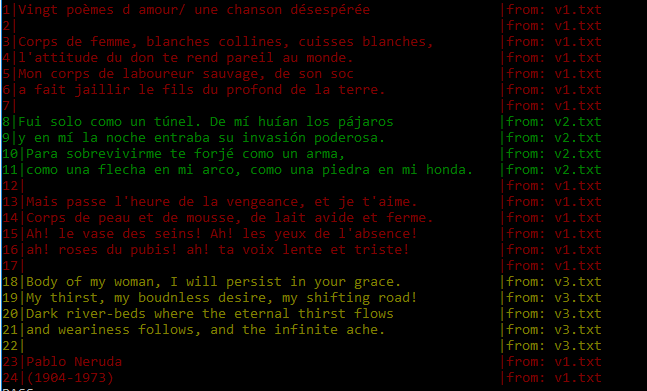 1|Vingt poèmes d amour/ une chanson désespérée |from: v1.txt
2| |from: v1.txt
3|Corps de femme, blanches collines, cuisses blanches, |from: v1.txt
4|l'attitude du don te rend pareil au monde. |from: v1.txt
5|Mon corps de laboureur sauvage, de son soc |from: v1.txt
6|a fait jaillir le fils du profond de la terre. |from: v1.txt
7| |from: v1.txt
8|Fui solo como un túnel. De mí huían los pájaros |from: v2.txt
9|y en mí la noche entraba su invasión poderosa. |from: v2.txt
10|Para sobrevivirme te forjé como un arma, |from: v2.txt
11|como una flecha en mi arco, como una piedra en mi honda. |from: v2.txt
12| |from: v1.txt
13|Mais passe l'heure de la vengeance, et je t'aime. |from: v1.txt
14|Corps de peau et de mousse, de lait avide et ferme. |from: v1.txt
15|Ah! le vase des seins! Ah! les yeux de l'absence! |from: v1.txt
16|ah! roses du pubis! ah! ta voix lente et triste! |from: v1.txt
17| |from: v1.txt
18|Body of my woman, I will persist in your grace. |from: v3.txt
19|My thirst, my boudnless desire, my shifting road! |from: v3.txt
20|Dark river-beds where the eternal thirst flows |from: v3.txt
21|and weariness follows, and the infinite ache. |from: v3.txt
22| |from: v3.txt
23|Pablo Neruda |from: v1.txt
24|(1904-1973) |from: v1.txt